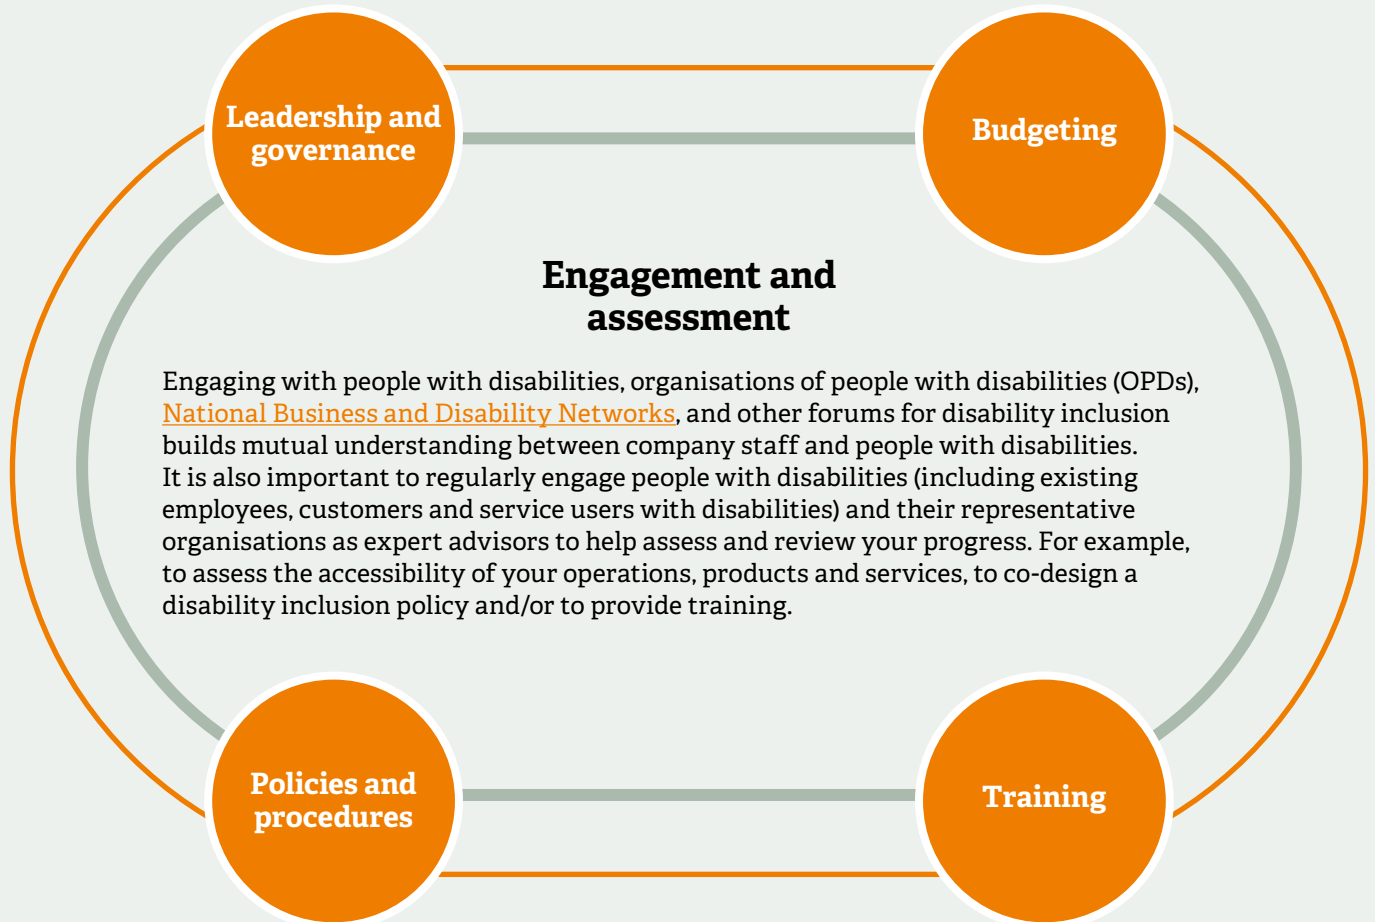 Leadership and
governance
Budgeting
Engagement and
assessment
Engaging with people with disabilities, organisations of people with disabilities (OPDs),
National Business and Disability Networks, and other forums for disability inclusion
builds mutual understanding between company staff and people with disabilities.
It is also important to regularly engage people with disabilities (including existing
employees, customers and service users with disabilities) and their representative
organisations as expert advisors to help assess and review your progress. For example,
to assess the accessibility of your operations, products and services, to co-design a
disability inclusion policy and/or to provide training.
Policies and
procedures
Training